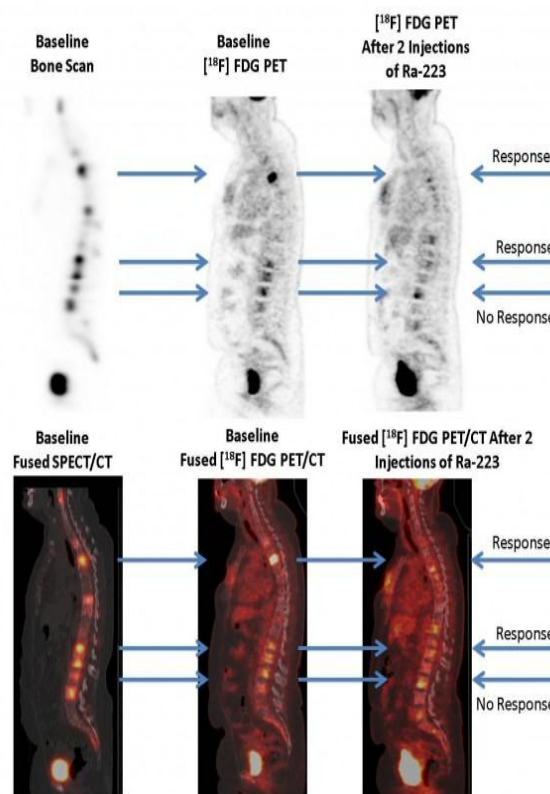 Baseline
Bone Scan
Baseline
[¹⁸F] FDG PET
[¹⁸F] FDG PET
After 2 Injections
of Ra-223
Response
Response
No Response
Baseline
Fused SPECT/CT
Baseline
Fused [¹⁸F] FDG PET/CT
Fused [¹⁸F] FDG PET/CT After 2
Injections of Ra-223
Response
Response
No Response